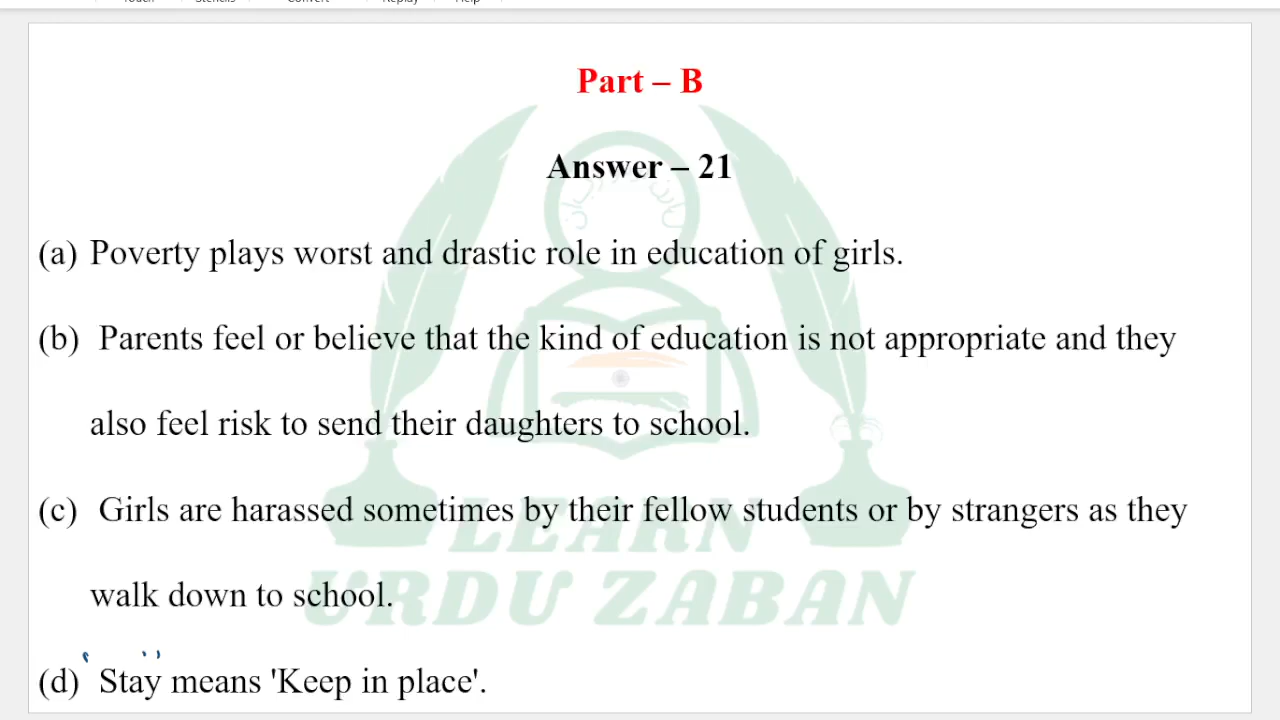 Part – B
Answer – 21
(a) Poverty plays worst and drastic role in education of girls.
(b) Parents feel or believe that the kind of education is not appropriate and they
also feel risk to send their daughters to school.
(c) Girls are harassed sometimes by their fellow students or by strangers as they
walk down to school.
(d) Stay means 'Keep in place'.
LEARN
URDU ZABAN